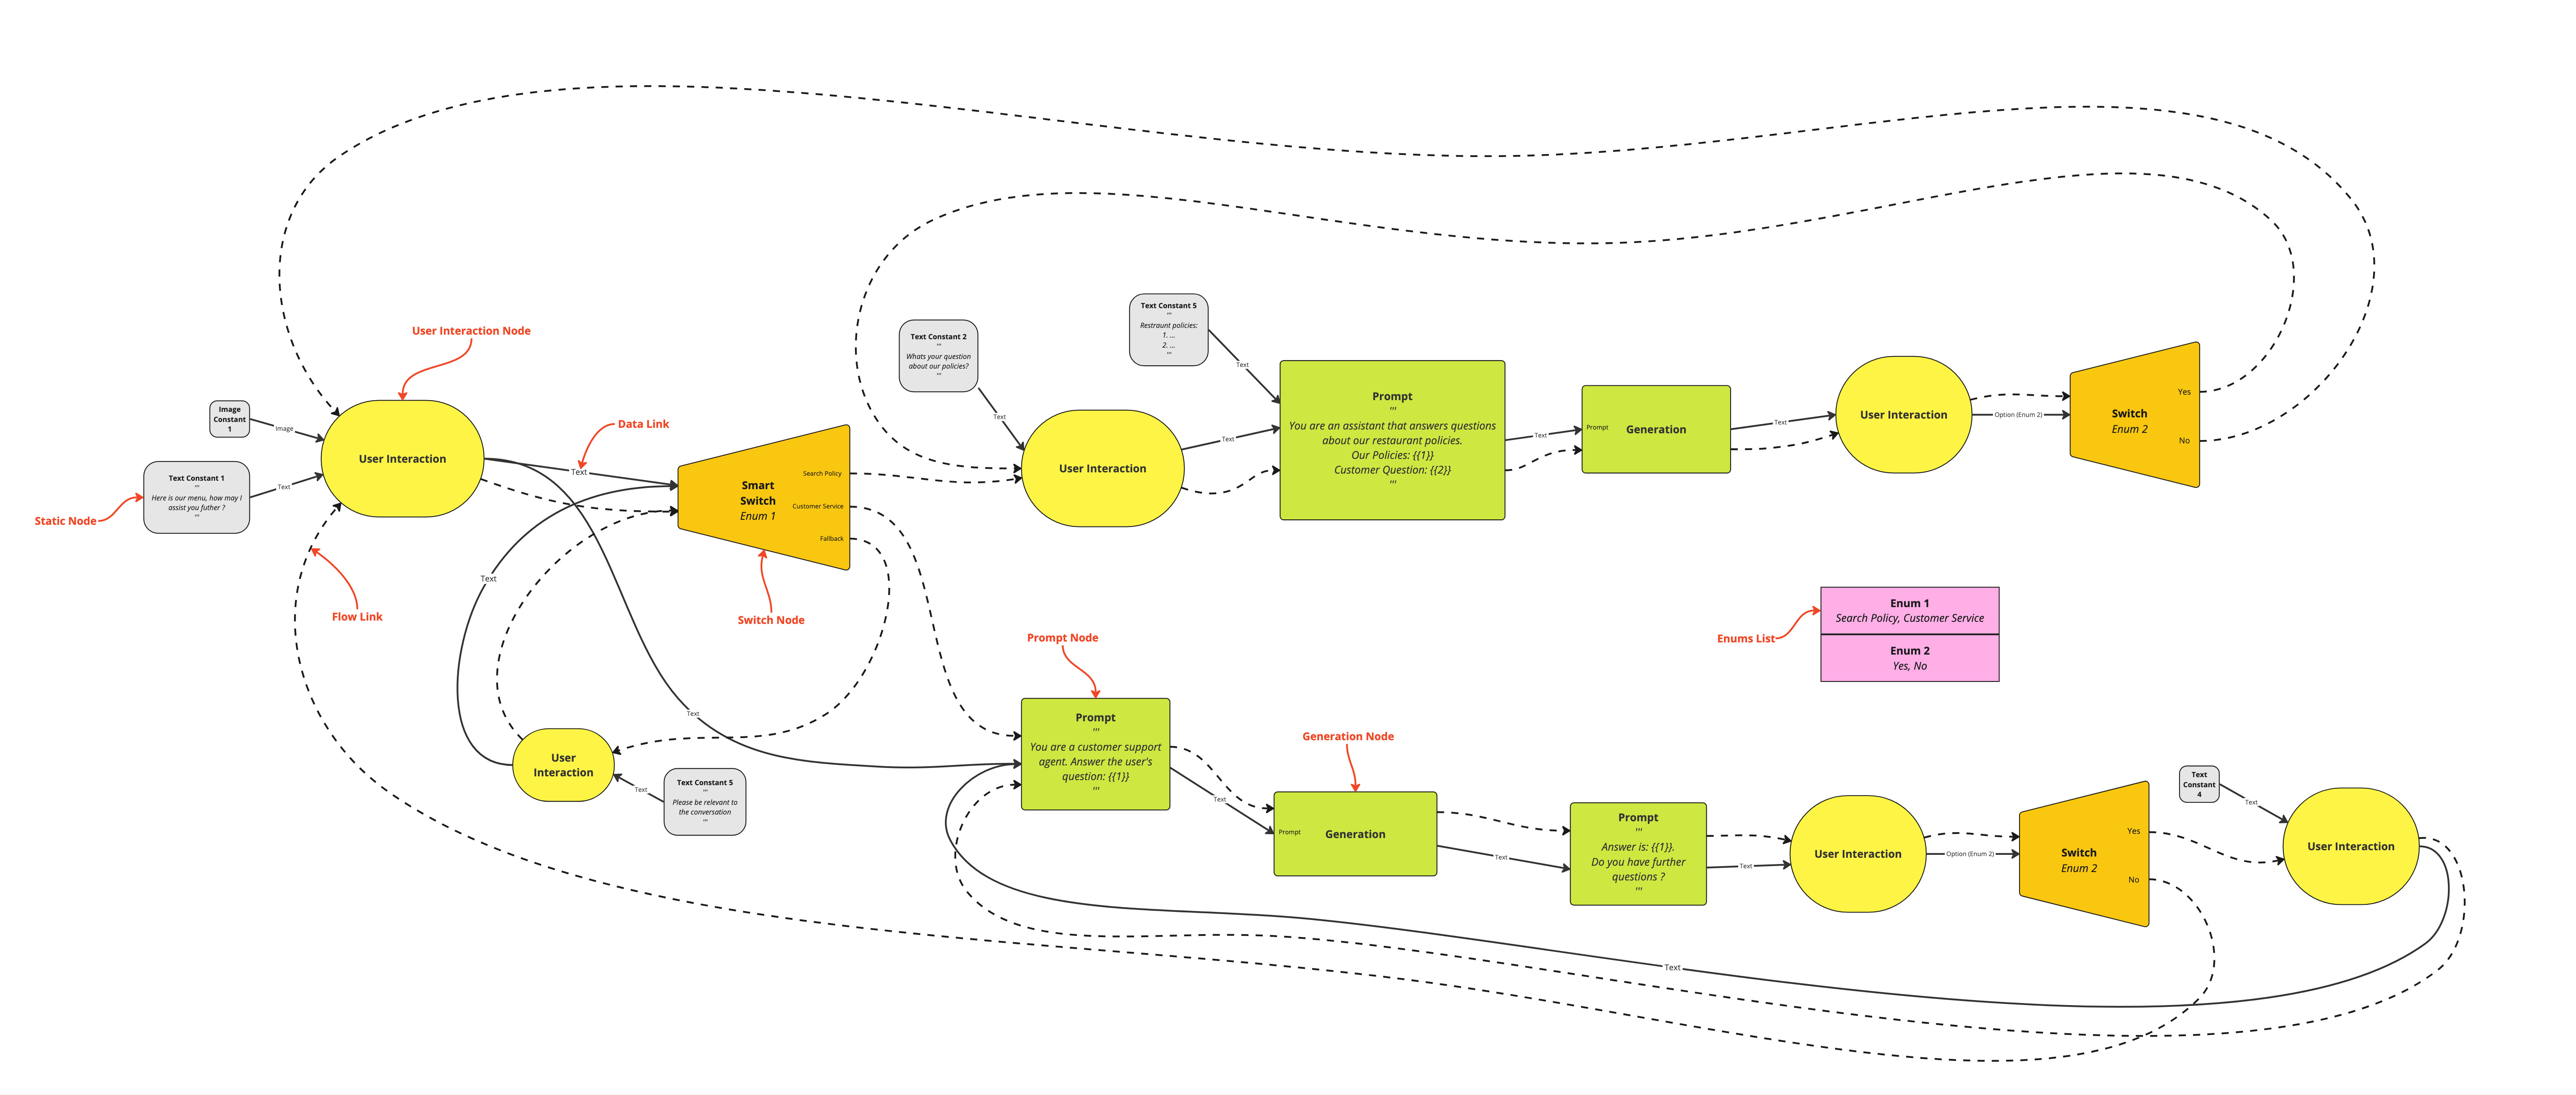 User Interaction Node
Data Link
Image
Constant
1
Image
Text Constant 1
'''
Here is our menu, how may I
assist you futher ?
'''
Text
Static Node
User Interaction
Text
Flow Link
Text
Smart
Switch
Enum 1
Search Policy
Customer Service
Fallback
Switch Node
Text
User
Interaction
Text
Text Constant 5
'''
Please be relevant to
the conversation
'''
Text Constant 2
'''
Whats your question
about our policies?
'''
Text
User Interaction
Text
Text Constant 5
'''
Restraunt policies:
1. ...
2. ...
'''
Text
Prompt
'''
You are an assistant that answers questions
about our restaurant policies.
Our Policies: {{1}}
Customer Question: {{2}}
'''
Text
Prompt
Generation
Text
User Interaction
Option (Enum 2)
Switch
Enum 2
Yes
No
Enums List
Enum 1
Search Policy, Customer Service
Enum 2
Yes, No
Prompt Node
Prompt
'''
You are a customer support
agent. Answer the user's
question: {{1}}
'''
Text
Generation Node
Prompt
Generation
Text
Prompt
'''
Answer is: {{1}}.
Do you have further
questions ?
'''
Text
User Interaction
Option (Enum 2)
Switch
Enum 2
Yes
No
Text
Constant
4
Text
User Interaction
Text